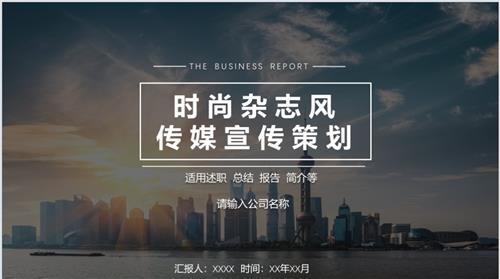 THE BUSINESS REPORT
时尚杂志风
传媒宣传策划
适用述职 总结 报告 简介等
请输入公司名称
汇报人：XXXX 时间：XX年XX月